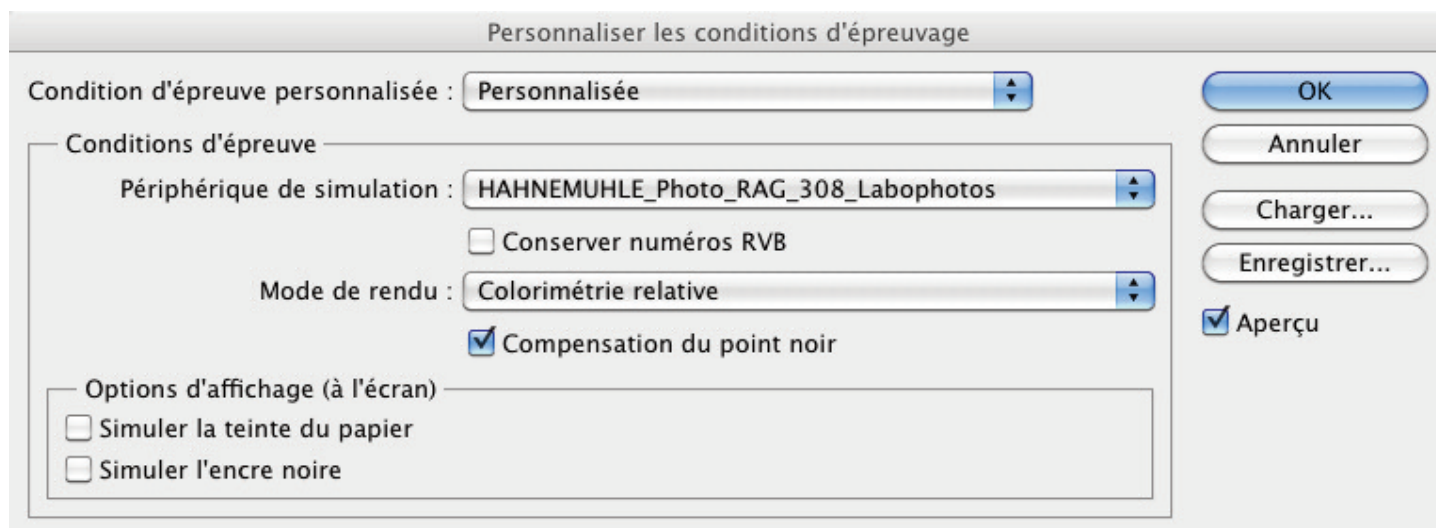 Personnaliser les conditions d'épreuvage
Condition d'épreuve personnalisée : Personnalisée
OK
Conditions d'épreuve
Annuler
Périphérique de simulation : HAHNEMUHLE_Photo_RAG_308_Labophotos
Charger...
Conserver numéros RVB
Enregistrer...
Mode de rendu : Colorimétrie relative
Aperçu
Compensation du point noir
Options d'affichage (à l'écran)
Simuler la teinte du papier
Simuler l'encre noire